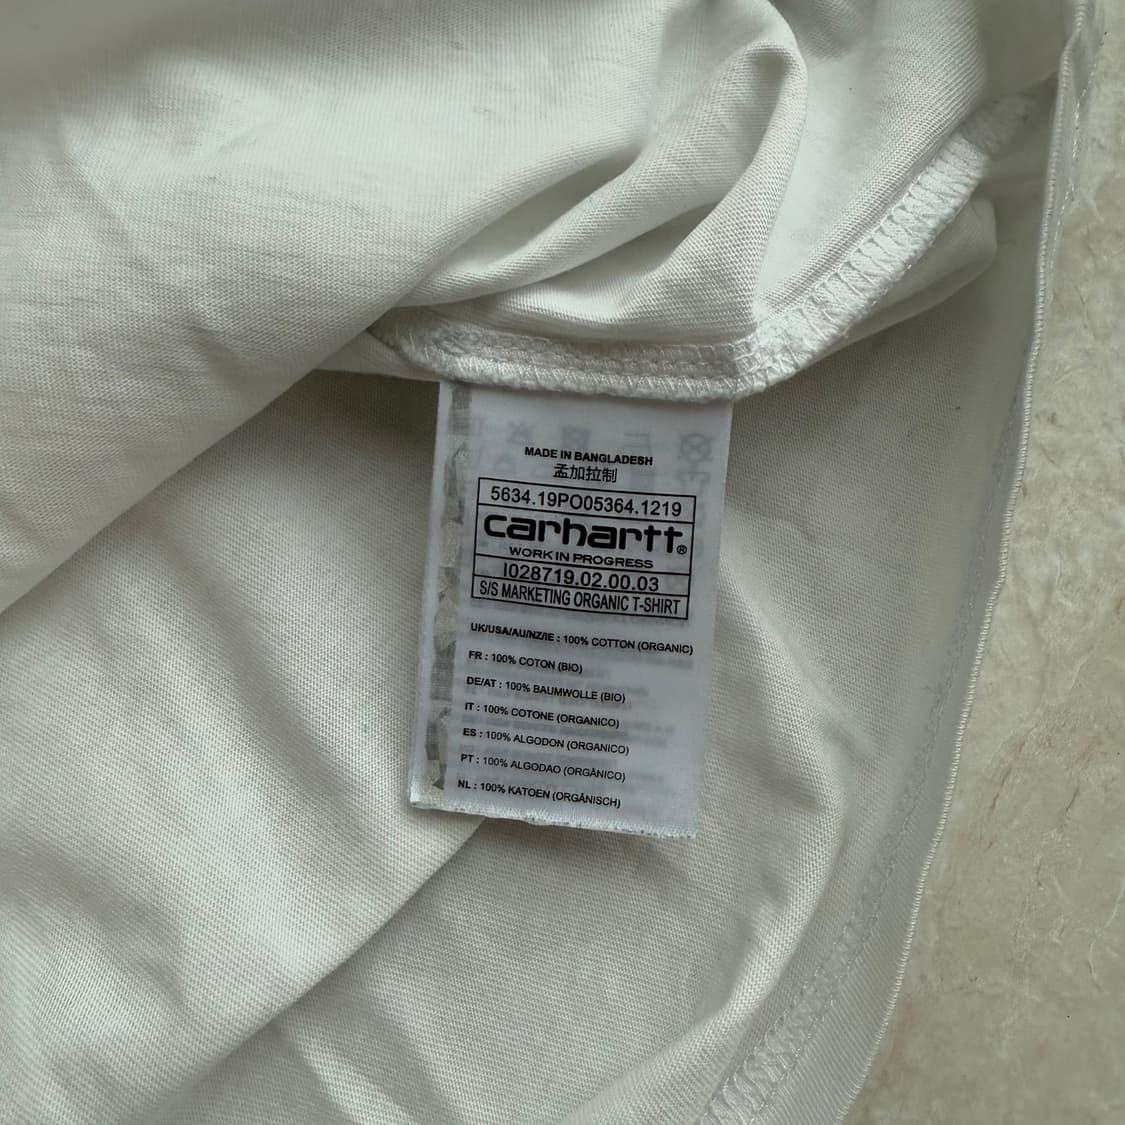 MADE IN BANGLADESH
孟加拉制
5634.19PO05364.1219
carhartt®
WORK IN PROGRESS
I028719.02.00.03
S/S MARKETING ORGANIC T-SHIRT
UK/USA/AU/NZ/IE : 100% COTTON (ORGANIC)
FR : 100% COTON (BIO)
DE/AT : 100% BAUMWOLLE (BIO)
IT : 100% COTONE (ORGANICO)
ES : 100% ALGODON (ORGANICO)
PT : 100% ALGODAO (ORGÂNICO)
NL : 100% KATOEN (ORGÂNISCH)